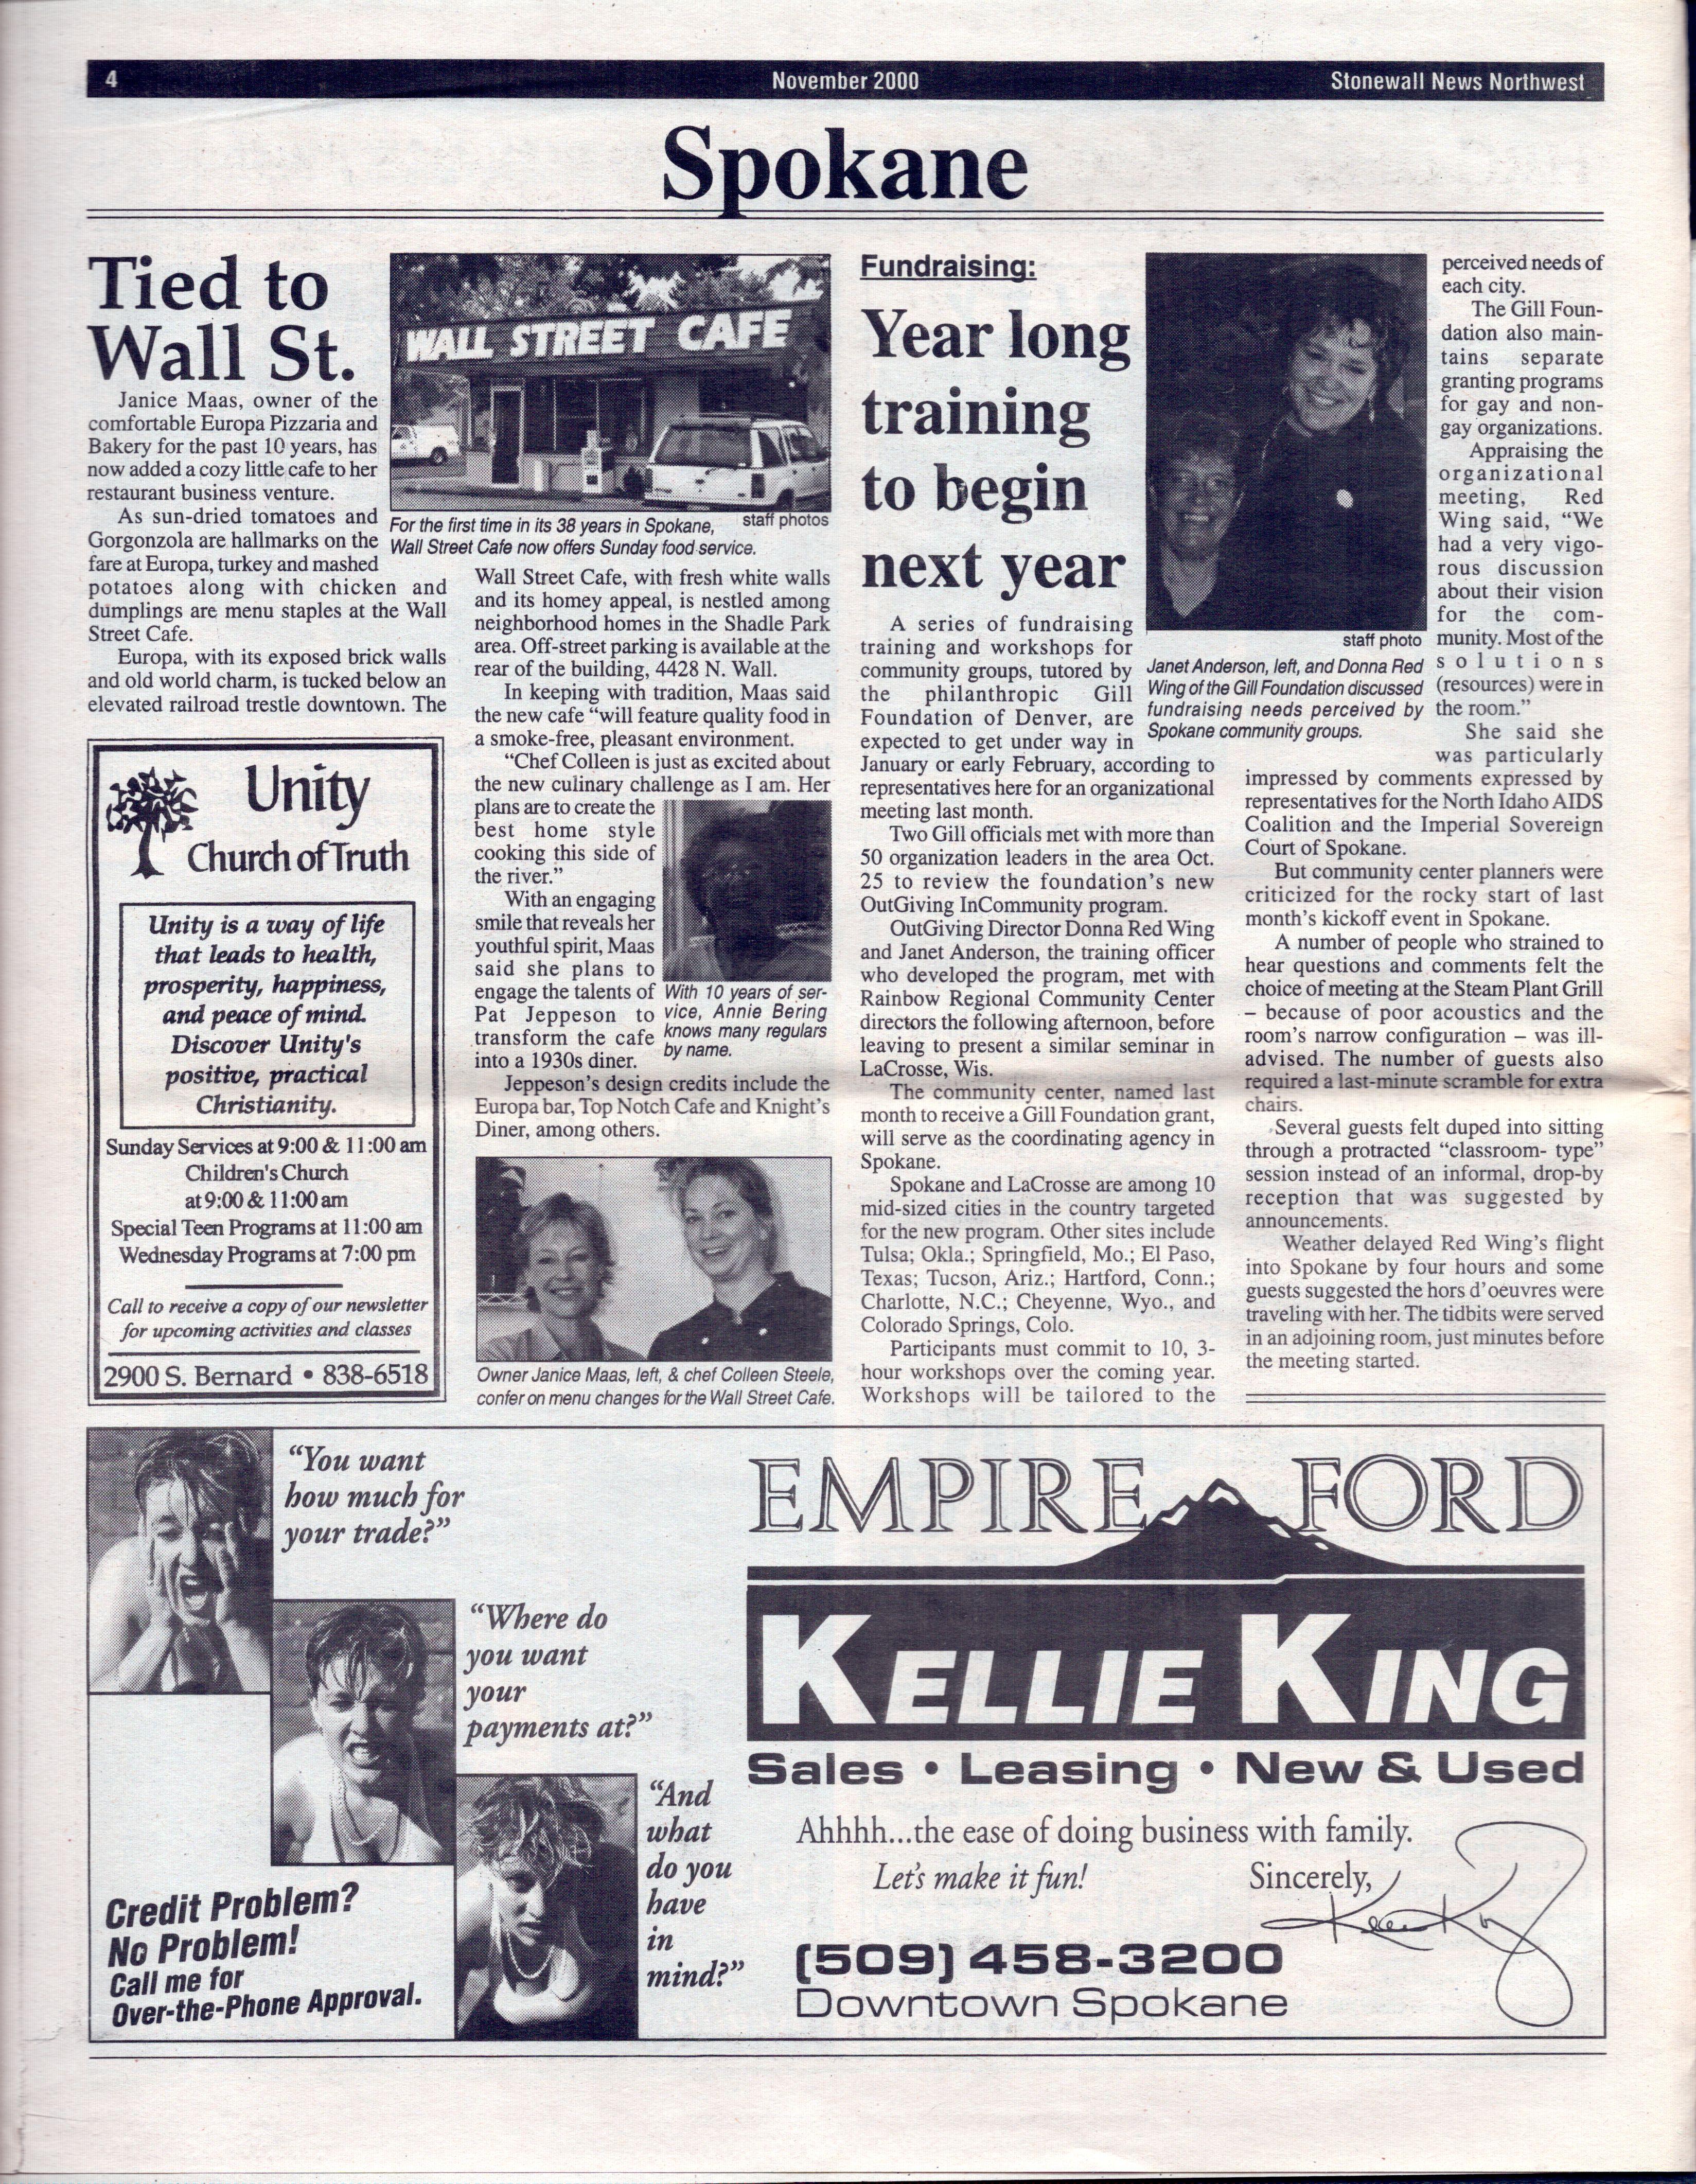 4
November 2000
Stonewall News Northwest
Spokane
Tied to
Wall St.
Janice Maas, owner of the
comfortable Europa Pizzaria and
Bakery for the past 10 years, has
now added a cozy little cafe to her
restaurant business venture.
As sun-dried tomatoes and
Gorgonzola are hallmarks on the
fare at Europa, turkey and mashed
potatoes along with chicken and
dumplings are menu staples at the Wall
Street Cafe.
Europa, with its exposed brick walls
and old world charm, is tucked below an
elevated railroad trestle downtown. The
WALL STREET CAFE
staff photos
For the first time in its 38 years in Spokane,
Wall Street Cafe now offers Sunday food service.
Wall Street Cafe, with fresh white walls
and its homey appeal, is nestled among
neighborhood homes in the Shadle Park
area. Off-street parking is available at the
rear of the building, 4428 N. Wall.
In keeping with tradition, Maas said
the new cafe “will feature quality food in
a smoke-free, pleasant environment.
“Chef Colleen is just as excited about
the new culinary challenge as I am. Her
plans are to create the
best home style
cooking this side of
the river.”
With an engaging
smile that reveals her
youthful spirit, Maas
said she plans to
engage the talents of
Pat Jeppeson to
transform the cafe
into a 1930s diner.
Jeppeson’s design credits include the
Europa bar, Top Notch Cafe and Knight’s
Diner, among others.
With 10 years of ser-
vice, Annie Bering
knows many regulars
by name.
Owner Janice Maas, left, & chef Colleen Steele,
confer on menu changes for the Wall Street Cafe.
Unity
Church of Truth
Unity is a way of life
that leads to health,
prosperity, happiness,
and peace of mind.
Discover Unity's
positive, practical
Christianity.
Sunday Services at 9:00 & 11:00 am
Children's Church
at 9:00 & 11:00 am
Special Teen Programs at 11:00 am
Wednesday Programs at 7:00 pm
Call to receive a copy of our newsletter
for upcoming activities and classes
2900 S. Bernard • 838-6518
Fundraising:
Year long
training
to begin
next year
A series of fundraising
training and workshops for
community groups, tutored by
the philanthropic Gill
Foundation of Denver, are
expected to get under way in
January or early February, according to
representatives here for an organizational
meeting last month.
Two Gill officials met with more than
50 organization leaders in the area Oct.
25 to review the foundation’s new
OutGiving InCommunity program.
OutGiving Director Donna Red Wing
and Janet Anderson, the training officer
who developed the program, met with
Rainbow Regional Community Center
directors the following afternoon, before
leaving to present a similar seminar in
LaCrosse, Wis.
The community center, named last
month to receive a Gill Foundation grant,
will serve as the coordinating agency in
Spokane.
Spokane and LaCrosse are among 10
mid-sized cities in the country targeted
for the new program. Other sites include
Tulsa; Okla.; Springfield, Mo.; El Paso,
Texas; Tucson, Ariz.; Hartford, Conn.;
Charlotte, N.C.; Cheyenne, Wyo., and
Colorado Springs, Colo.
Participants must commit to 10, 3-
hour workshops over the coming year.
Workshops will be tailored to the
staff photo
Janet Anderson, left, and Donna Red
Wing of the Gill Foundation discussed
fundraising needs perceived by
Spokane community groups.
perceived needs of
each city.
The Gill Foun-
dation also main-
tains separate
granting programs
for gay and non-
gay organizations.
Appraising the
organizational
meeting, Red
Wing said, “We
had a very vigo-
rous discussion
about their vision
for the com-
munity. Most of the
solutions
(resources) were in
the room.”
She said she
was particularly
impressed by comments expressed by
representatives for the North Idaho AIDS
Coalition and the Imperial Sovereign
Court of Spokane.
But community center planners were
criticized for the rocky start of last
month’s kickoff event in Spokane.
A number of people who strained to
hear questions and comments felt the
choice of meeting at the Steam Plant Grill
– because of poor acoustics and the
room’s narrow configuration – was ill-
advised. The number of guests also
required a last-minute scramble for extra
chairs.
Several guests felt duped into sitting
through a protracted “classroom- type”
session instead of an informal, drop-by
reception that was suggested by
announcements.
Weather delayed Red Wing’s flight
into Spokane by four hours and some
guests suggested the hors d’oeuvres were
traveling with her. The tidbits were served
in an adjoining room, just minutes before
the meeting started.
“You want
how much for
your trade?”
“Where do
you want
your
payments at?”
“And
what
do you
have
in
mind?”
Credit Problem?
No Problem!
Call me for
Over-the-Phone Approval.
EMPIRE FORD
KELLIE KING
Sales • Leasing • New & Used
Ahhhh...the ease of doing business with family.
Let’s make it fun!
Sincerely,
(509) 458-3200
Downtown Spokane